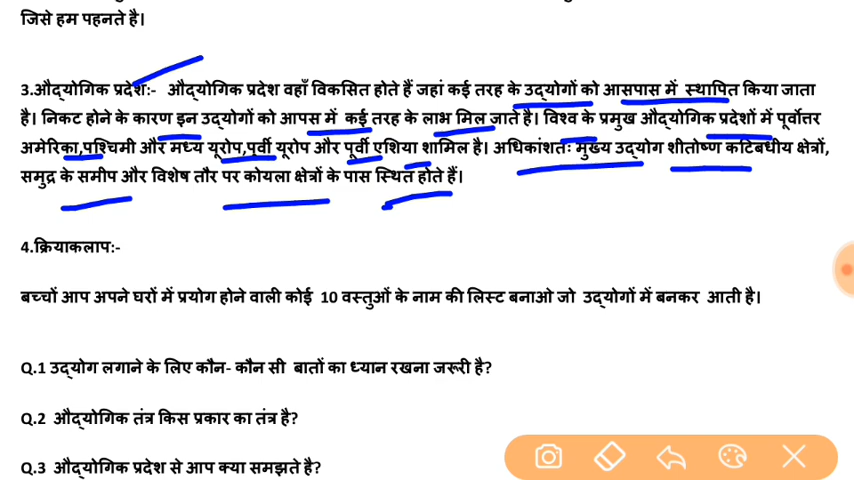 जिसे हम पहनते है।
3.औद्योगिक प्रदेशः- औद्योगिक प्रदेश वहाँ विकसित होते हैं जहां कई तरह के उद्योगों को आसपास में स्थापित किया जाता
है। निकट होने के कारण इन उद्योगों को आपस में कई तरह के लाभ मिल जाते है। विश्व के प्रमुख औद्योगिक प्रदेशों में पूर्वोत्तर
अमेरिका,पश्चिमी और मध्य यूरोप,पूर्वी यूरोप और पूर्वी एशिया शामिल है। अधिकांशतः मुख्य उद्योग शीतोष्ण कटिबधीय क्षेत्रों,
समुद्र के समीप और विशेष तौर पर कोयला क्षेत्रों के पास स्थित होते हैं।
4.क्रियाकलाप:-
बच्चों आप अपने घरों में प्रयोग होने वाली कोई 10 वस्तुओं के नाम की लिस्ट बनाओ जो उद्योगों में बनकर आती है।
Q.1 उद्योग लगाने के लिए कौन- कौन सी बातों का ध्यान रखना जरूरी है?
Q.2 औद्योगिक तंत्र किस प्रकार का तंत्र है?
Q.3 औद्योगिक प्रदेश से आप क्या समझते है?